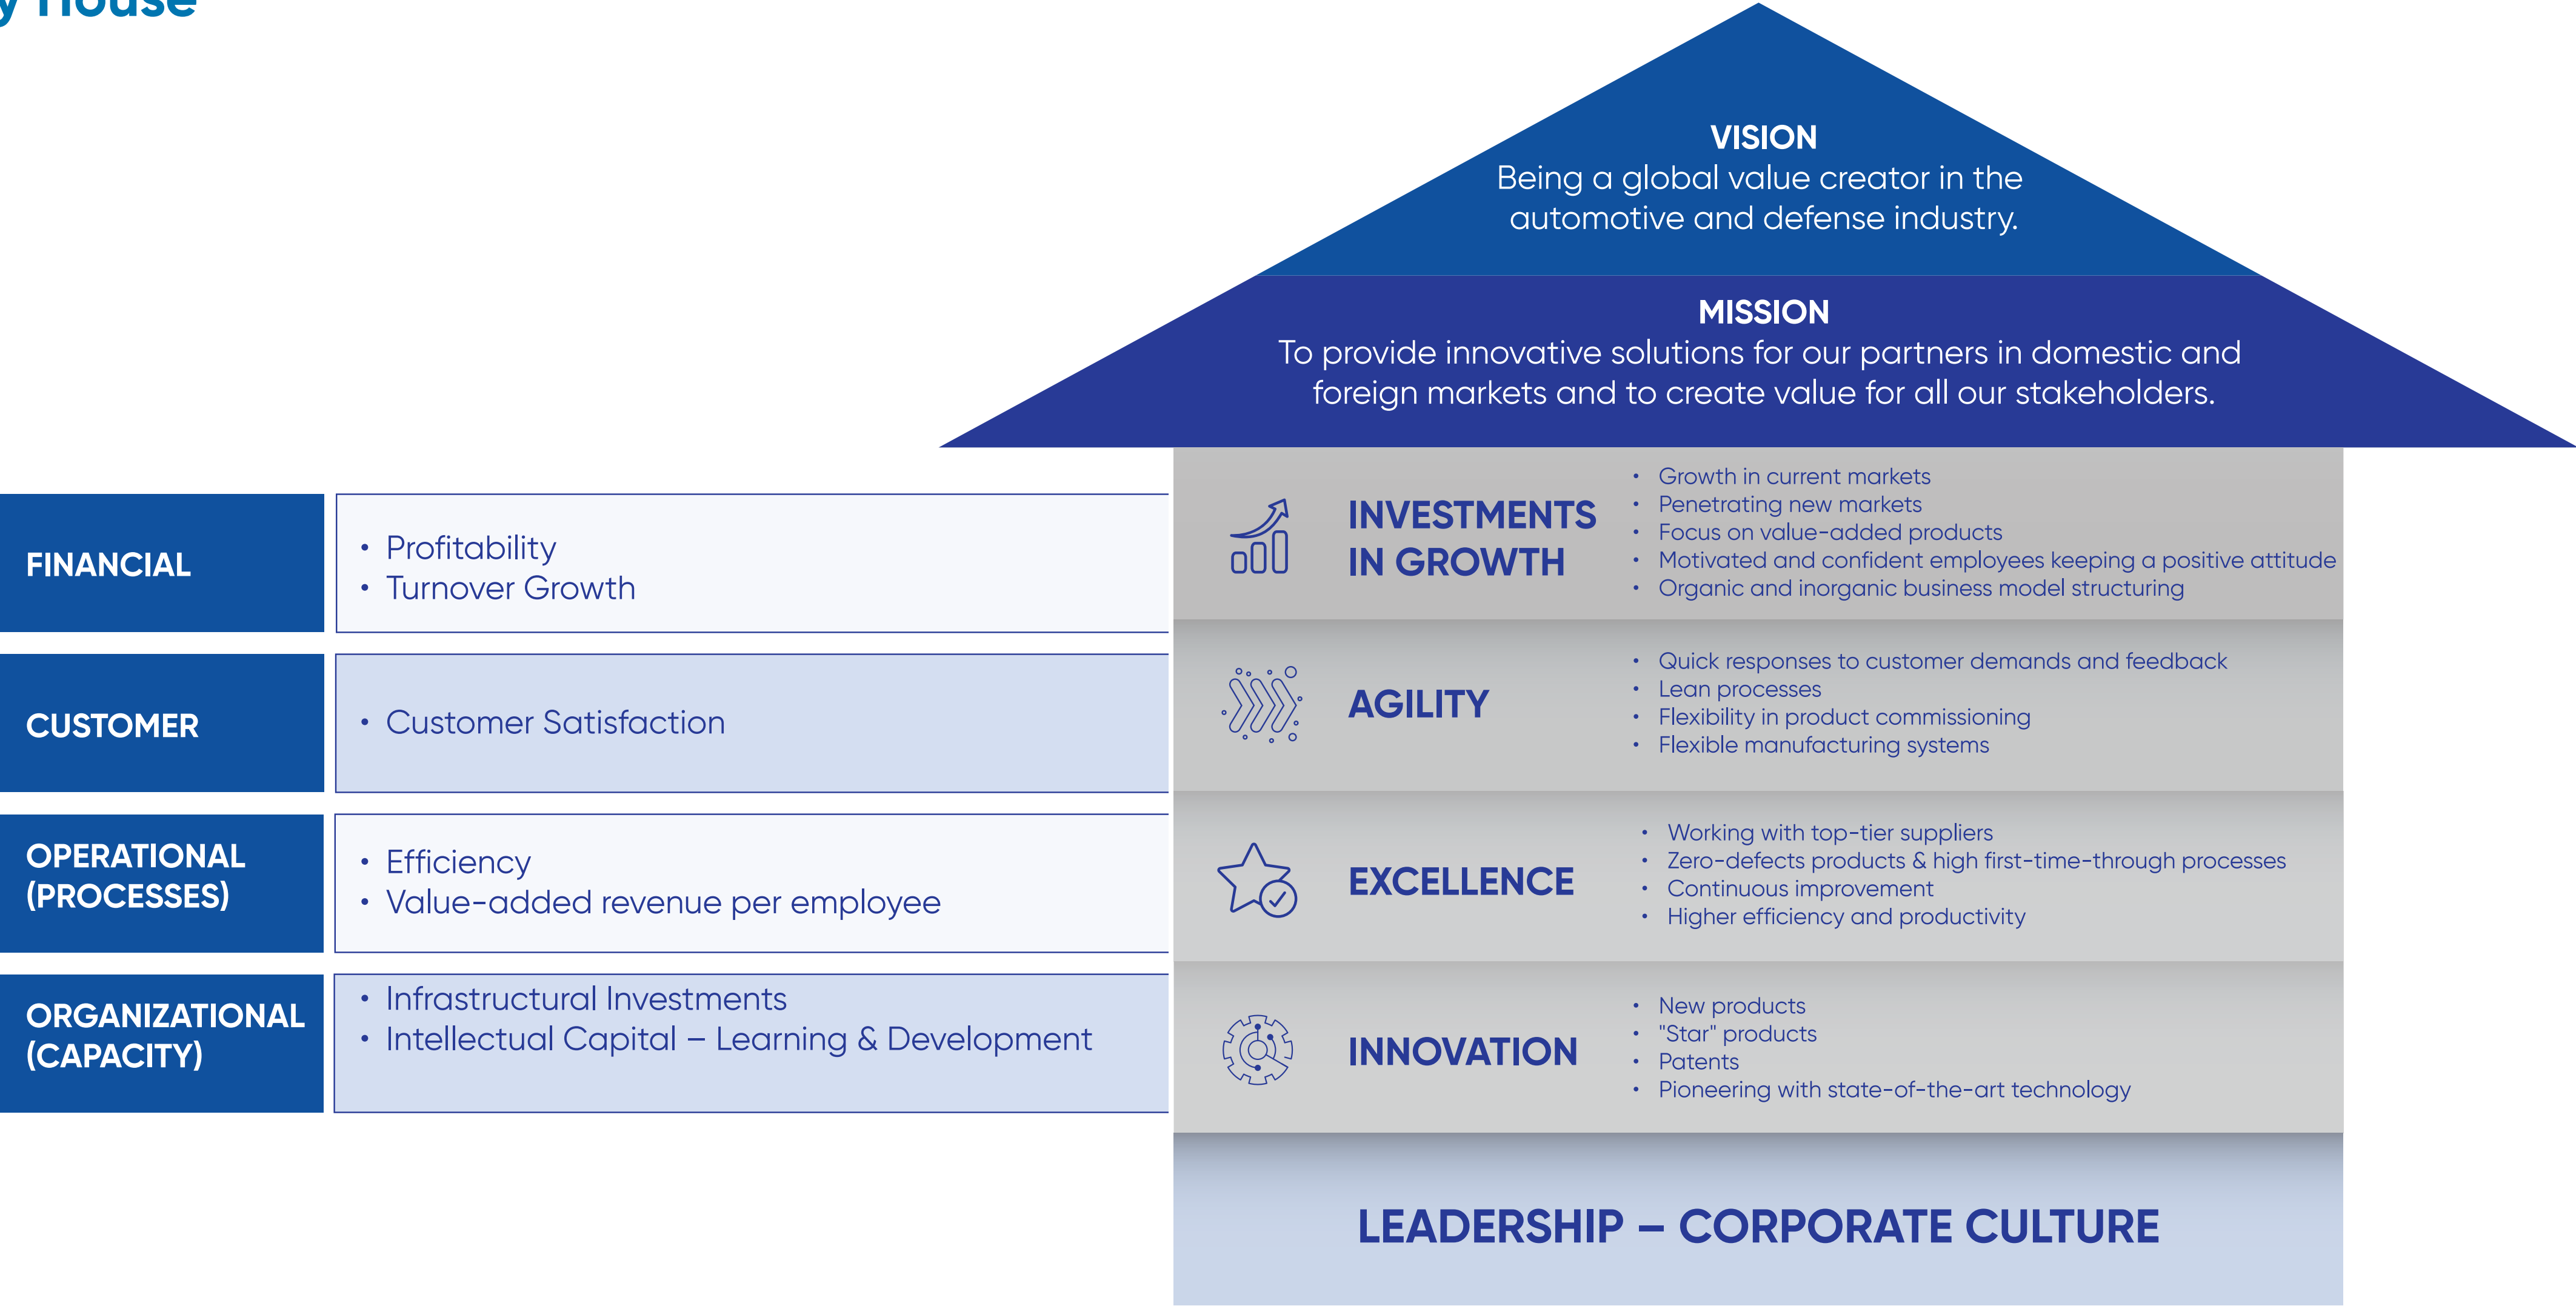 y House
VISION
Being a global value creator in the
automotive and defense industry.
MISSION
To provide innovative solutions for our partners in domestic and
foreign markets and to create value for all our stakeholders.
FINANCIAL
• Profitability
• Turnover Growth
INVESTMENTS
IN GROWTH
• Growth in current markets
• Penetrating new markets
• Focus on value-added products
• Motivated and confident employees keeping a positive attitude
• Organic and inorganic business model structuring
CUSTOMER
• Customer Satisfaction
AGILITY
• Quick responses to customer demands and feedback
• Lean processes
• Flexibility in product commissioning
• Flexible manufacturing systems
OPERATIONAL
(PROCESSES)
• Efficiency
• Value-added revenue per employee
EXCELLENCE
• Working with top-tier suppliers
• Zero-defects products & high first-time-through processes
• Continuous improvement
• Higher efficiency and productivity
ORGANIZATIONAL
(CAPACITY)
• Infrastructural Investments
• Intellectual Capital – Learning & Development
INNOVATION
• New products
• "Star" products
• Patents
• Pioneering with state-of-the-art technology
LEADERSHIP – CORPORATE CULTURE